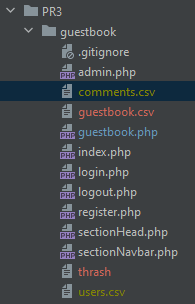 PR3
guestbook
.gitignore
admin.php
comments.csv
guestbook.csv
guestbook.php
index.php
login.php
logout.php
register.php
sectionHead.php
sectionNavbar.php
thrash
users.csv